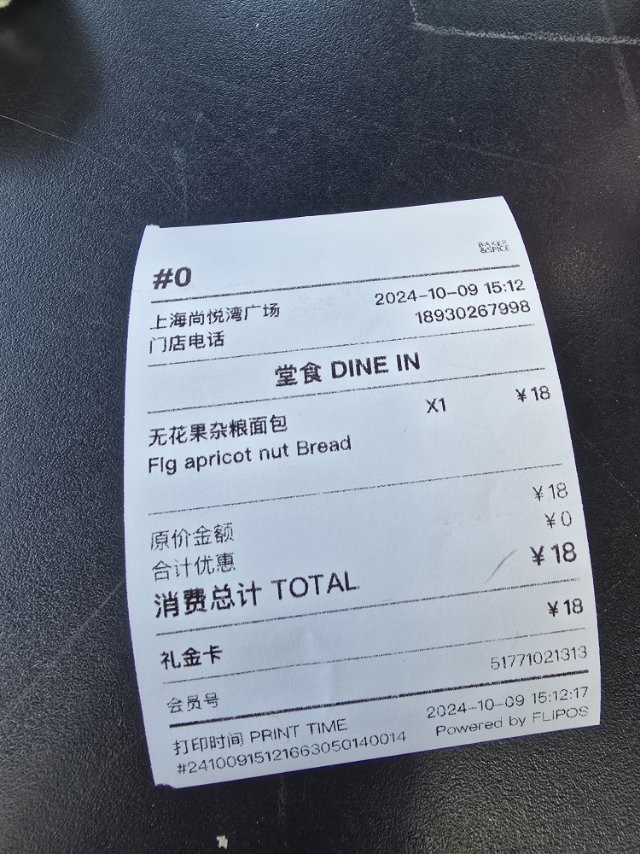 BAKER
&SPICE
#0
上海尚悦湾广场 2024-10-09 15:12
门店电话 18930267998
堂食 DINE IN
无花果杂粮面包 X1 ¥18
FIg apricot nut Bread
原价金额 ¥18
合计优惠 ¥0
消费总计 TOTAL ¥18
礼金卡 ¥18
会员号 51771021313
打印时间 PRINT TIME 2024-10-09 15:12:17
#24100915121663050140014 Powered by FLIPOS